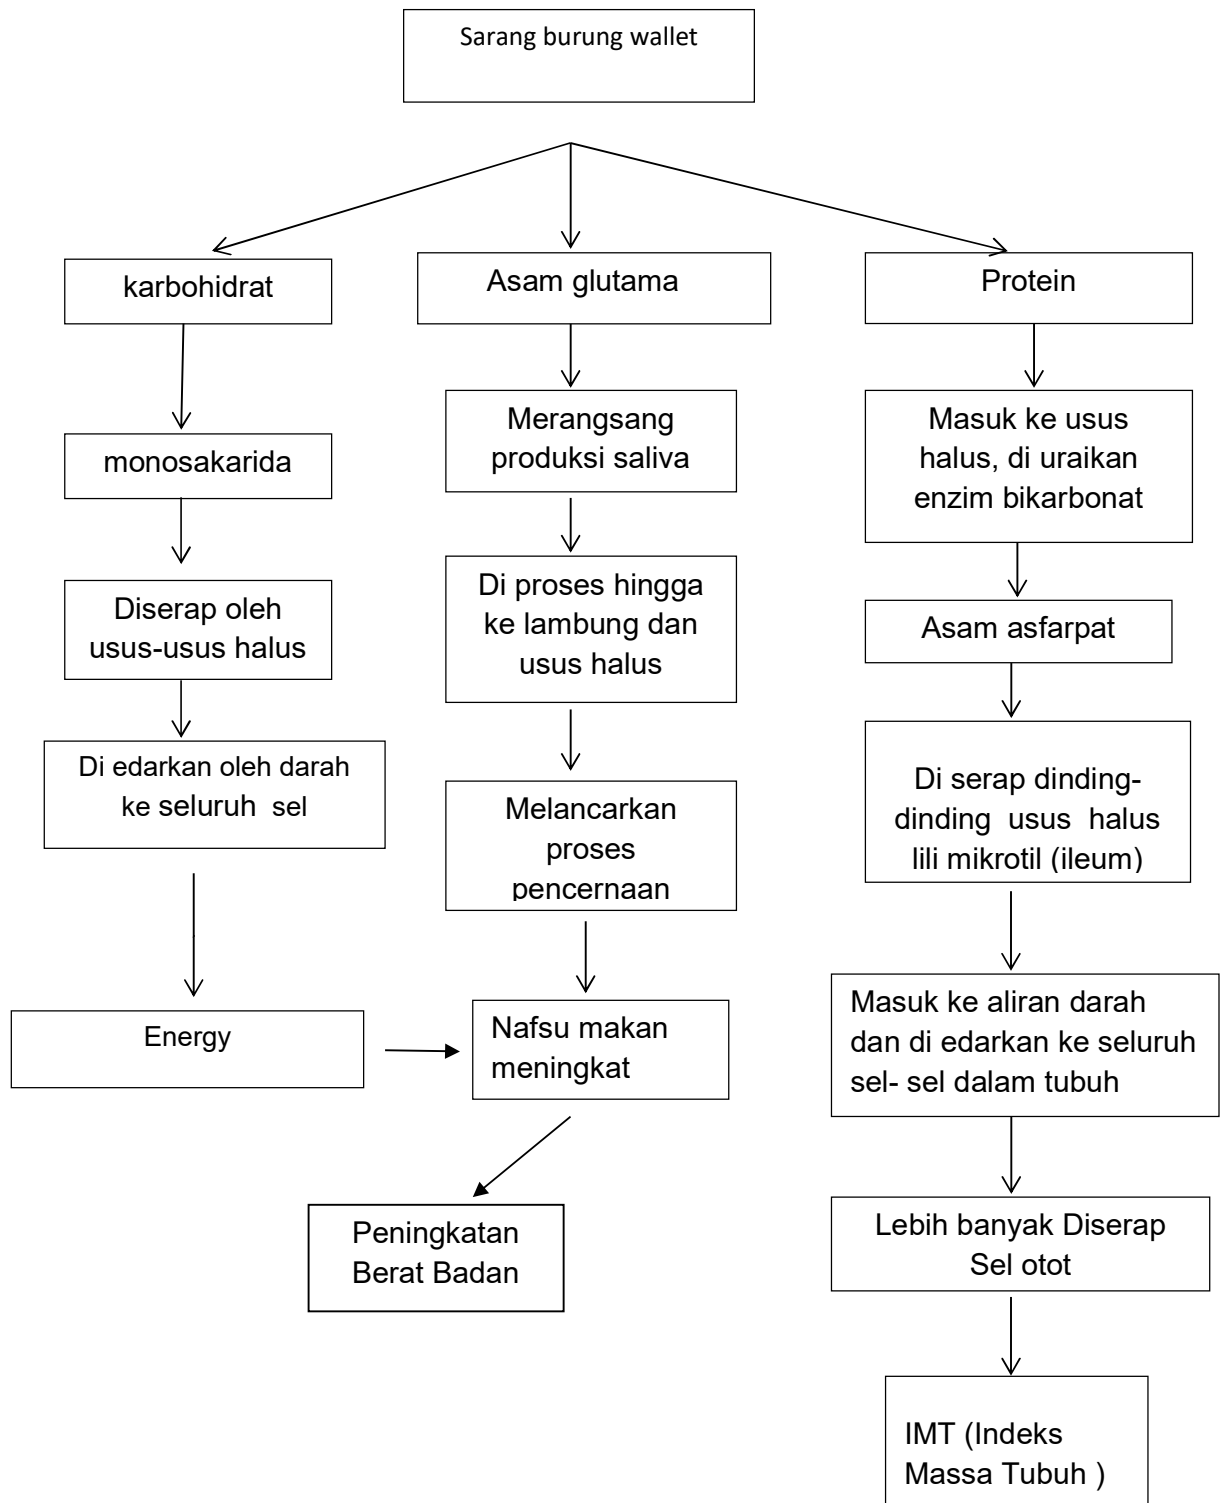 Sarang burung wallet
karbohidrat
Asam glutama
Protein
monosakarida
Merangsang
produksi saliva
Masuk ke usus
halus, di uraikan
enzim bikarbonat
Diserap oleh
usus-usus halus
Di proses hingga
ke lambung dan
usus halus
Asam asfarpat
Di edarkan oleh darah
ke seluruh sel
Melancarkan
proses
pencernaan
Di serap dinding-
dinding usus halus
lili mikrotil (ileum)
Energy
Nafsu makan
meningkat
Masuk ke aliran darah
dan di edarkan ke seluruh
sel- sel dalam tubuh
Peningkatan
Berat Badan
Lebih banyak Diserap
Sel otot
IMT (Indeks
Massa Tubuh )